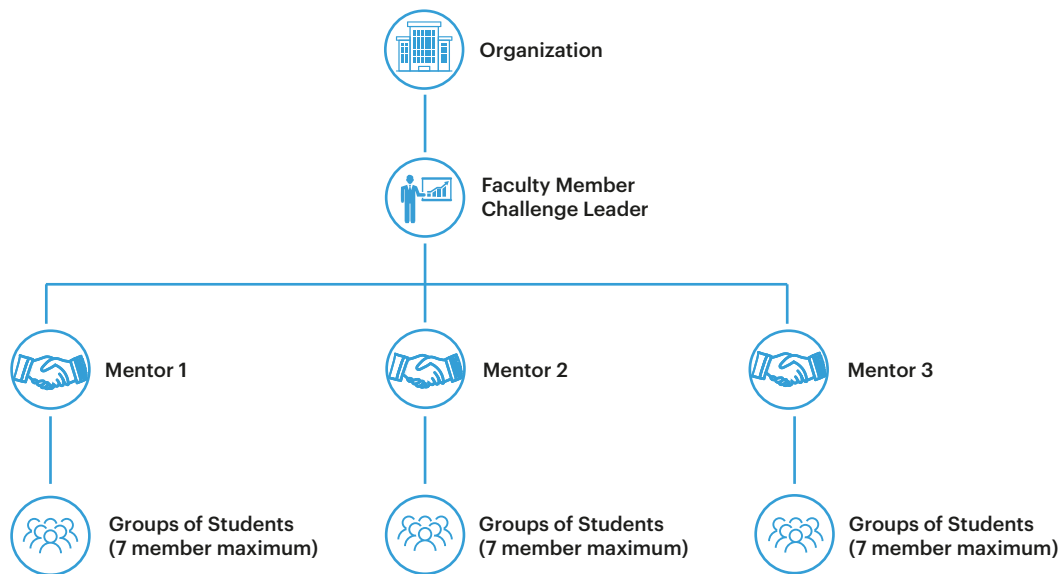 Organization
Faculty Member
Challenge Leader
Mentor 1
Mentor 2
Mentor 3
Groups of Students
(7 member maximum)
Groups of Students
(7 member maximum)
Groups of Students
(7 member maximum)